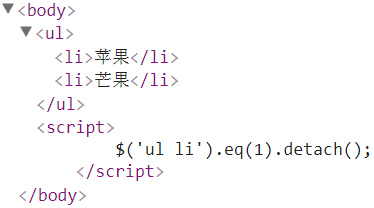 ▼<body>
▼<ul>
<li>苹果</li>
<li>芒果</li>
</ul>
<script>
$('ul li').eq(1).detach();
</script>
</body>